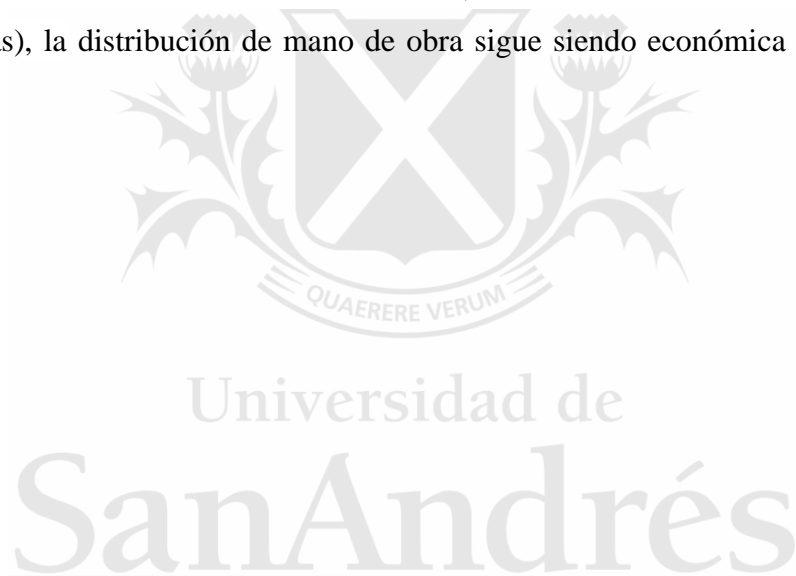 s), la distribución de mano de obra sigue siendo económica
QUAERERE VERUM
Universidad de
SanAndrés